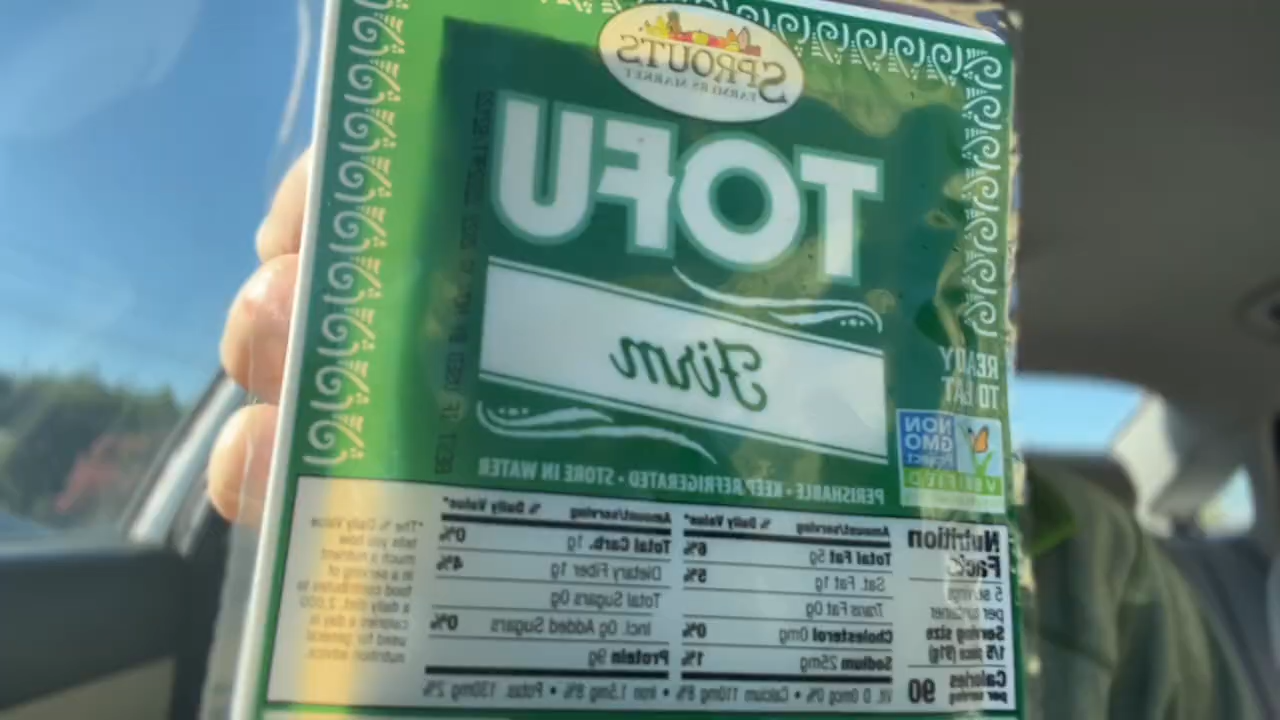 SPROUTS
FARMERS MARKET
TOFU
Firm
READY
TO EAT
NON
GMO
PROJECT
VERIFIED
PERISHABLE • KEEP REFRIGERATED • STORE IN WATER
Nutrition
Facts
5 servings
per container
Serving size
1/5 piece (91g)
Calories
per serving
90
Amount/serving % Daily Value*
Total Fat 5g 6%
Sat. Fat 1g 5%
Trans Fat 0g
Cholesterol 0mg 0%
Sodium 25mg 1%
Amount/serving % Daily Value*
Total Carb. 1g 0%
Dietary Fiber 1g 4%
Total Sugars 0g
Incl. 0g Added Sugars 0%
Protein 9g
Vit. D 0mcg 0% • Calcium 110mg 8% • Iron 1.5mg 8% • Potas. 130mg 2%
*The % Daily Value
tells you how
much a nutrient
in a serving of
food contributes to
a daily diet. 2,000
calories a day is
used for general
nutrition advice.